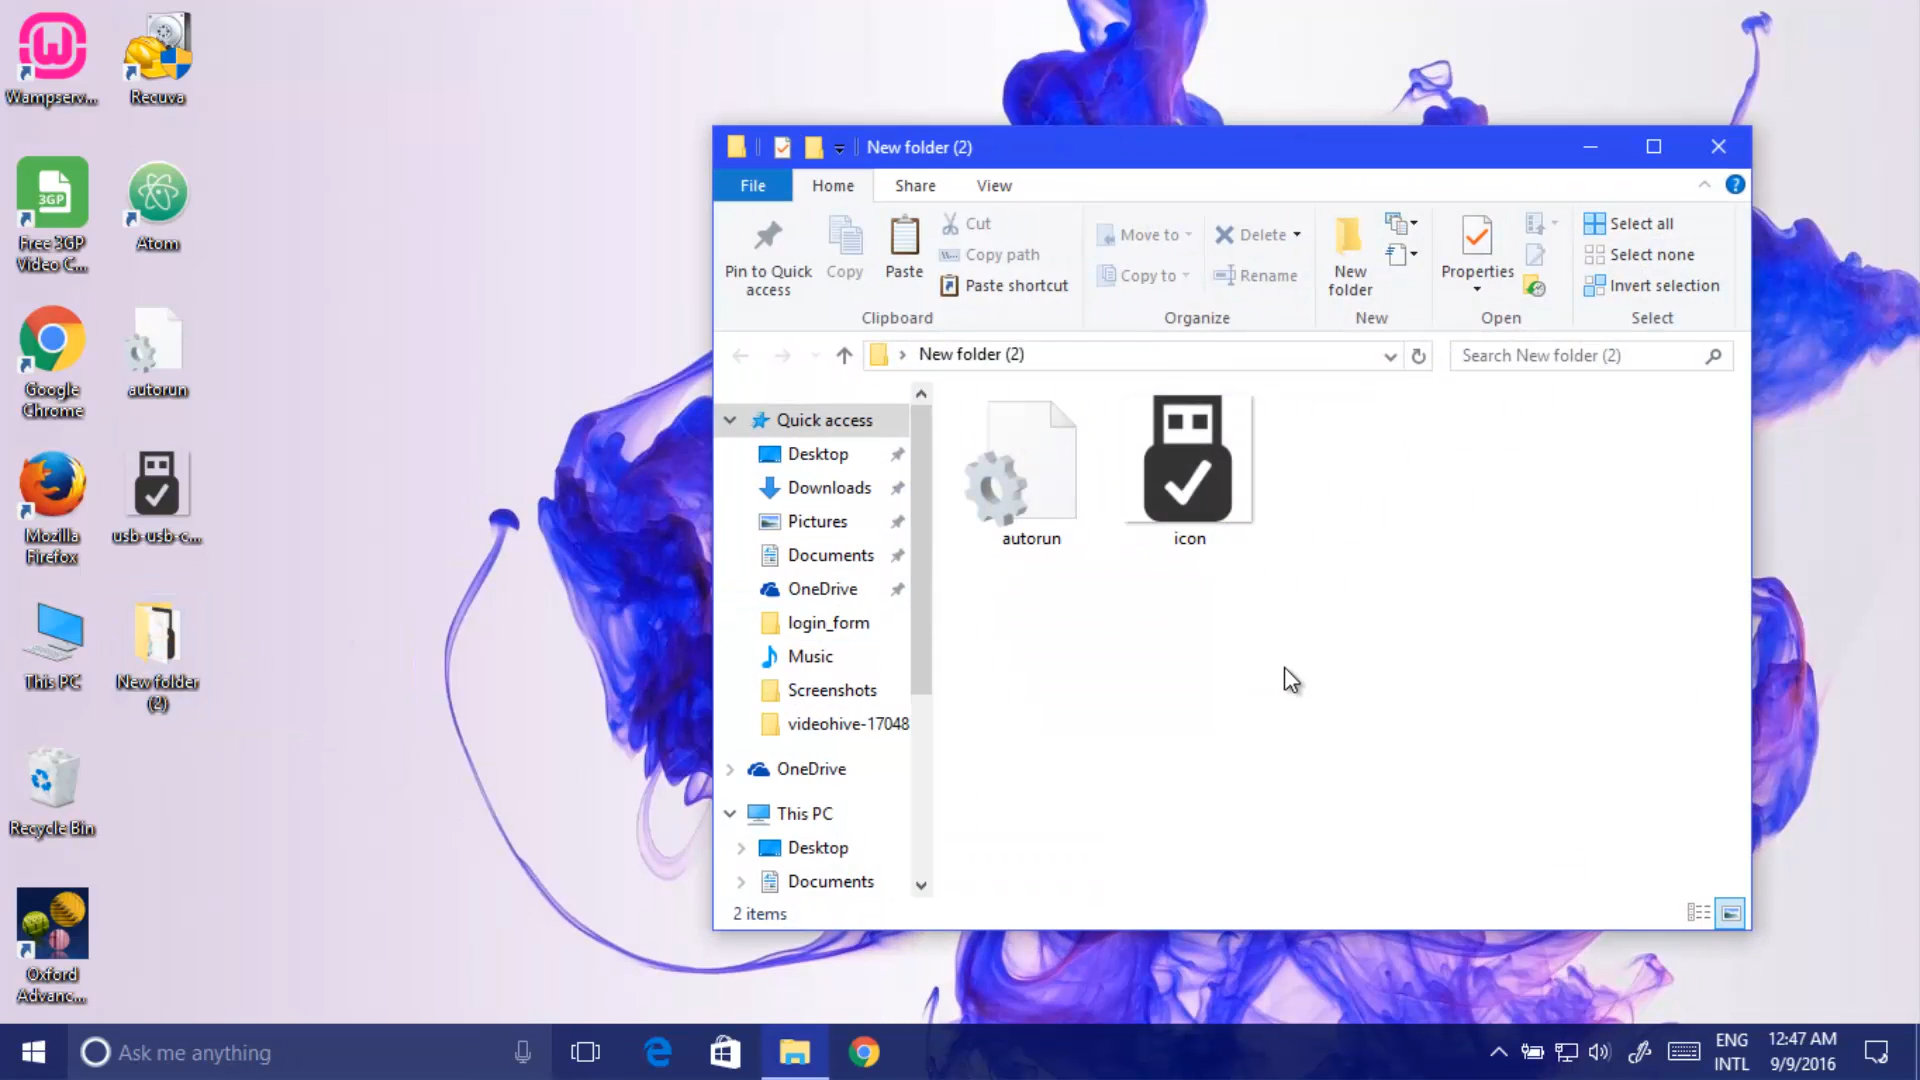 Wampserv...
Recuva
3GP
Free 3GP
Video C...
Atom
Google
Chrome
autorun
Mozilla
Firefox
usb-usb-c...
This PC
New folder
(2)
Recycle Bin
Oxford
Advanc...
New folder (2)
File
Home
Share
View
Pin to Quick
access
Copy
Paste
Cut
Copy path
Paste shortcut
Clipboard
Move to
Copy to
Delete
Rename
Organize
New
folder
New
Properties
Open
Select all
Select none
Invert selection
Select
New folder (2)
Search New folder (2)
Quick access
Desktop
Downloads
Pictures
Documents
OneDrive
login_form
Music
Screenshots
videohive-17048
OneDrive
This PC
Desktop
Documents
autorun
icon
2 items
Ask me anything
ENG
INTL
12:47 AM
9/9/2016